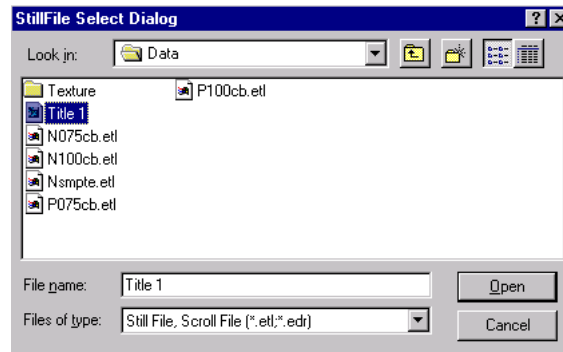 StillFile Select Dialog
Look in: Data
Texture
Title 1
N075cb.etl
N100cb.etl
Nsmpte.etl
P075cb.etl
P100cb.etl
File name: Title 1 Open
Files of type: Still File, Scroll File (*.etl;*.edr) Cancel